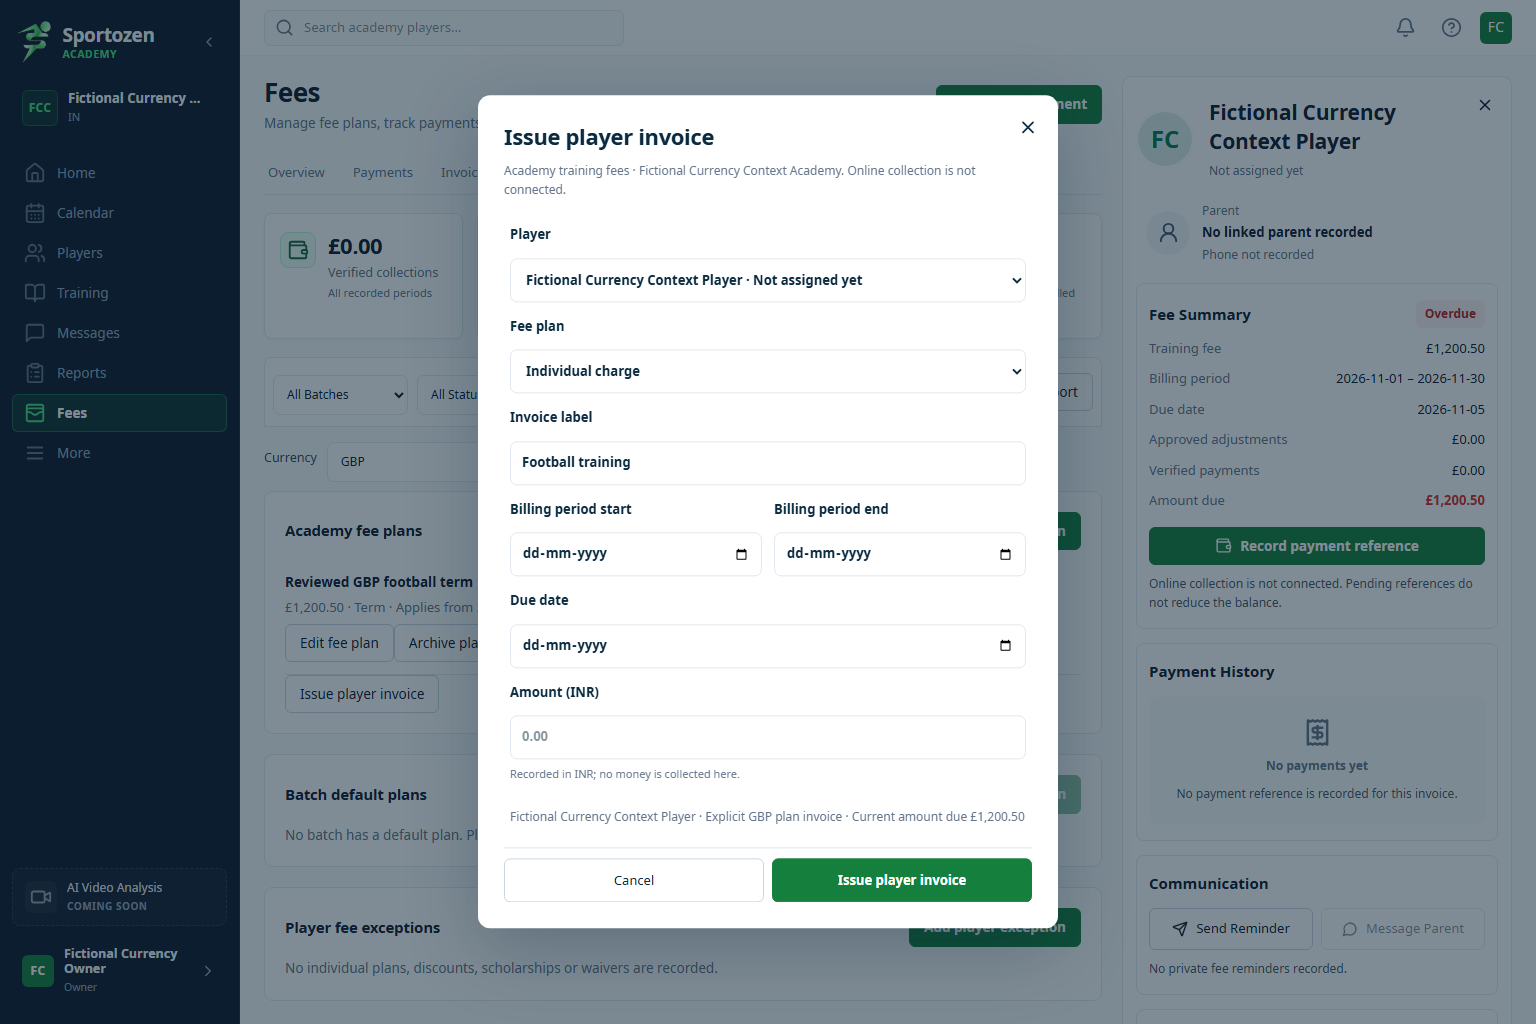 Sportozen
ACADEMY
FCC
Fictional Currency ...
IN
Home
Calendar
Players
Training
Messages
Reports
Fees
More
AI Video Analysis
COMING SOON
FC
Fictional Currency
Owner
Owner
Search academy players...
FC
Fees
Manage fee plans, track payments
Overview
Payments
£0.00
Verified collections
All recorded periods
All Batches
Currency
GBP
Academy fee plans
Reviewed GBP football term
£1,200.50 · Term · Applies from
Edit fee plan
Issue player invoice
Batch default plans
No batch has a default plan.
Player fee exceptions
Add player exception
No individual plans, discounts, scholarships or waivers are recorded.
Issue player invoice
Academy training fees · Fictional Currency Context Academy. Online collection is not
connected.
Player
Fictional Currency Context Player · Not assigned yet
Fee plan
Individual charge
Invoice label
Football training
Billing period start
Billing period end
dd-mm-yyyy
dd-mm-yyyy
Due date
dd-mm-yyyy
Amount (INR)
0.00
Recorded in INR; no money is collected here.
Fictional Currency Context Player · Explicit GBP plan invoice · Current amount due £1,200.50
Cancel
Issue player invoice
FC
Fictional Currency
Context Player
Not assigned yet
Parent
No linked parent recorded
Phone not recorded
Fee Summary
Overdue
Training fee
£1,200.50
Billing period
2026-11-01 – 2026-11-30
Due date
2026-11-05
Approved adjustments
£0.00
Verified payments
£0.00
Amount due
£1,200.50
Record payment reference
Online collection is not connected. Pending references do
not reduce the balance.
Payment History
No payments yet
No payment reference is recorded for this invoice.
Communication
Send Reminder
Message Parent
No private fee reminders recorded.